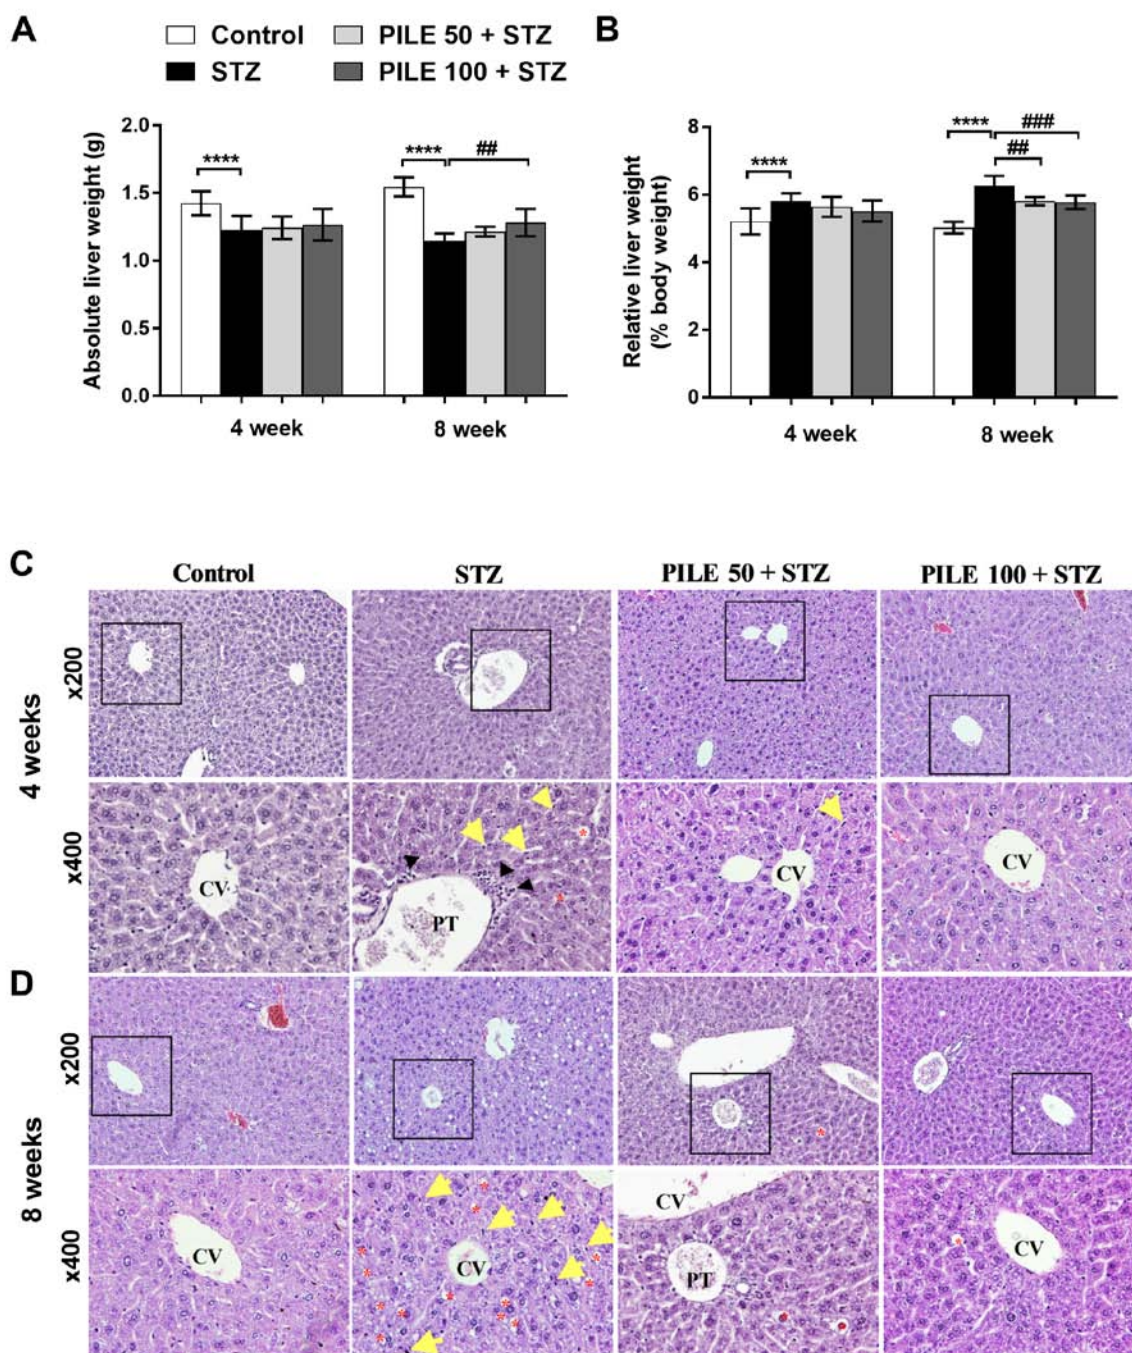 A
Control
PILE 50 + STZ
STZ
PILE 100 + STZ
Absolute liver weight (g)
2.0
1.5
1.0
0.5
0.0
****
****
##
4 week
8 week
B
Relative liver weight
(% body weight)
8
6
4
2
0
****
****
###
##
4 week
8 week
C
Control
STZ
PILE 50 + STZ
PILE 100 + STZ
4 weeks
x200
x400
CV
*
*
PT
CV
CV
D
8 weeks
x200
*
x400
CV
*
*
*
*
*
*
*
*
*
*
*
*
CV
CV
PT
*
*
*
CV